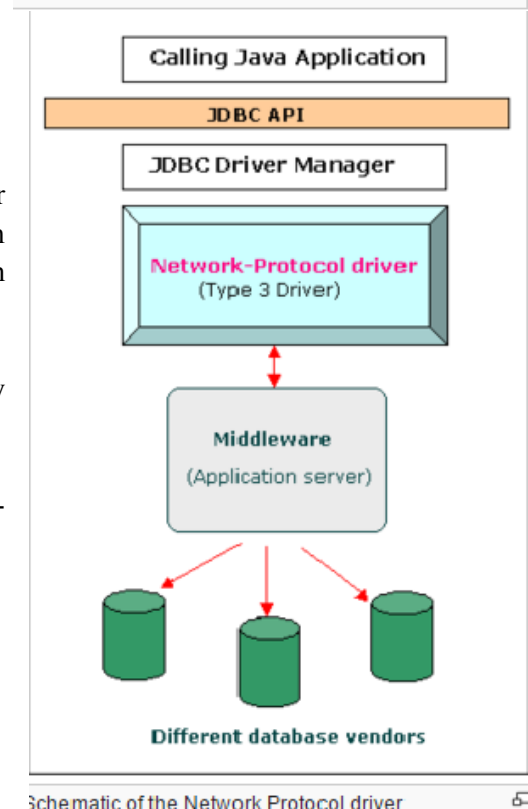 Calling Java Application
JDBC API
JDBC Driver Manager
Network-Protocol driver
(Type 3 Driver)
Middleware
(Application server)
Different database vendors
Schematic of the Network Protocol driver